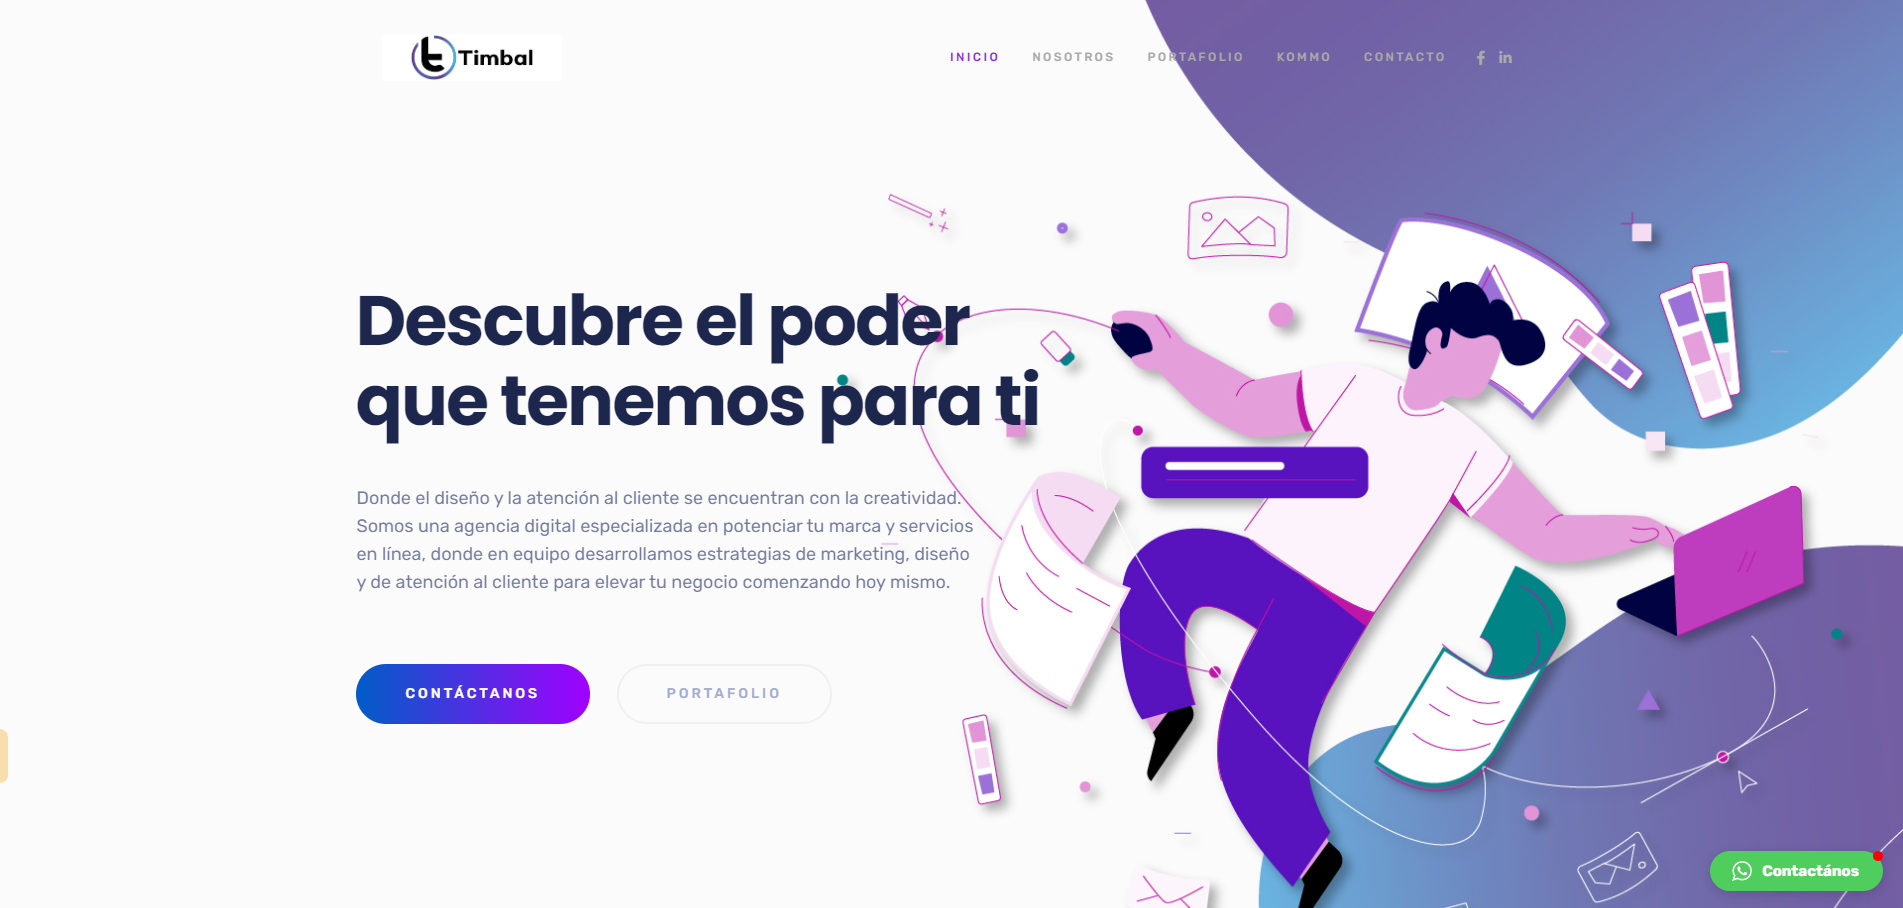 Timbal
INICIO NOSOTROS PORTAFOLIO KOMMO CONTACTO
Descubre el poder
que tenemos para ti
Donde el diseño y la atención al cliente se encuentran con la creatividad.
Somos una agencia digital especializada en potenciar tu marca y servicios
en línea, donde en equipo desarrollamos estrategias de marketing, diseño
y de atención al cliente para elevar tu negocio comenzando hoy mismo.
CONTÁCTANOS PORTAFOLIO
Contactános